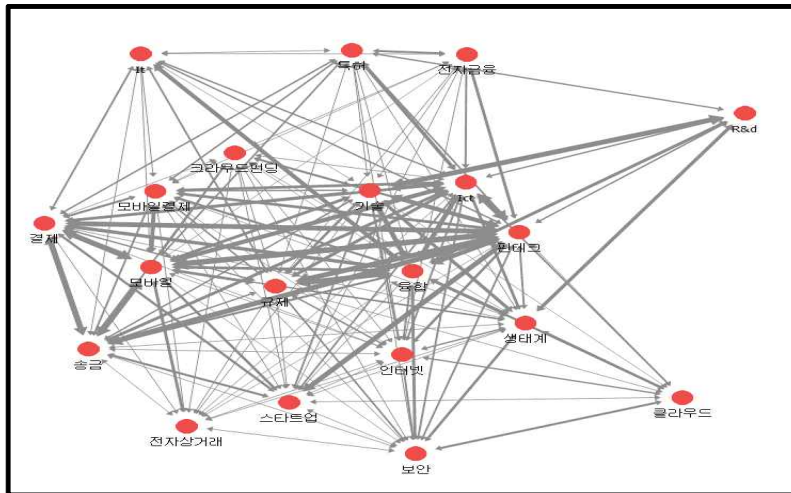 It
특허
전자금융
R&d
크라우드펀딩
모바일결제
기술
Ict
결제
핀테크
모바일
규제
융합
송금
생태계
인터넷
스타트업
클라우드
전자상거래
보안